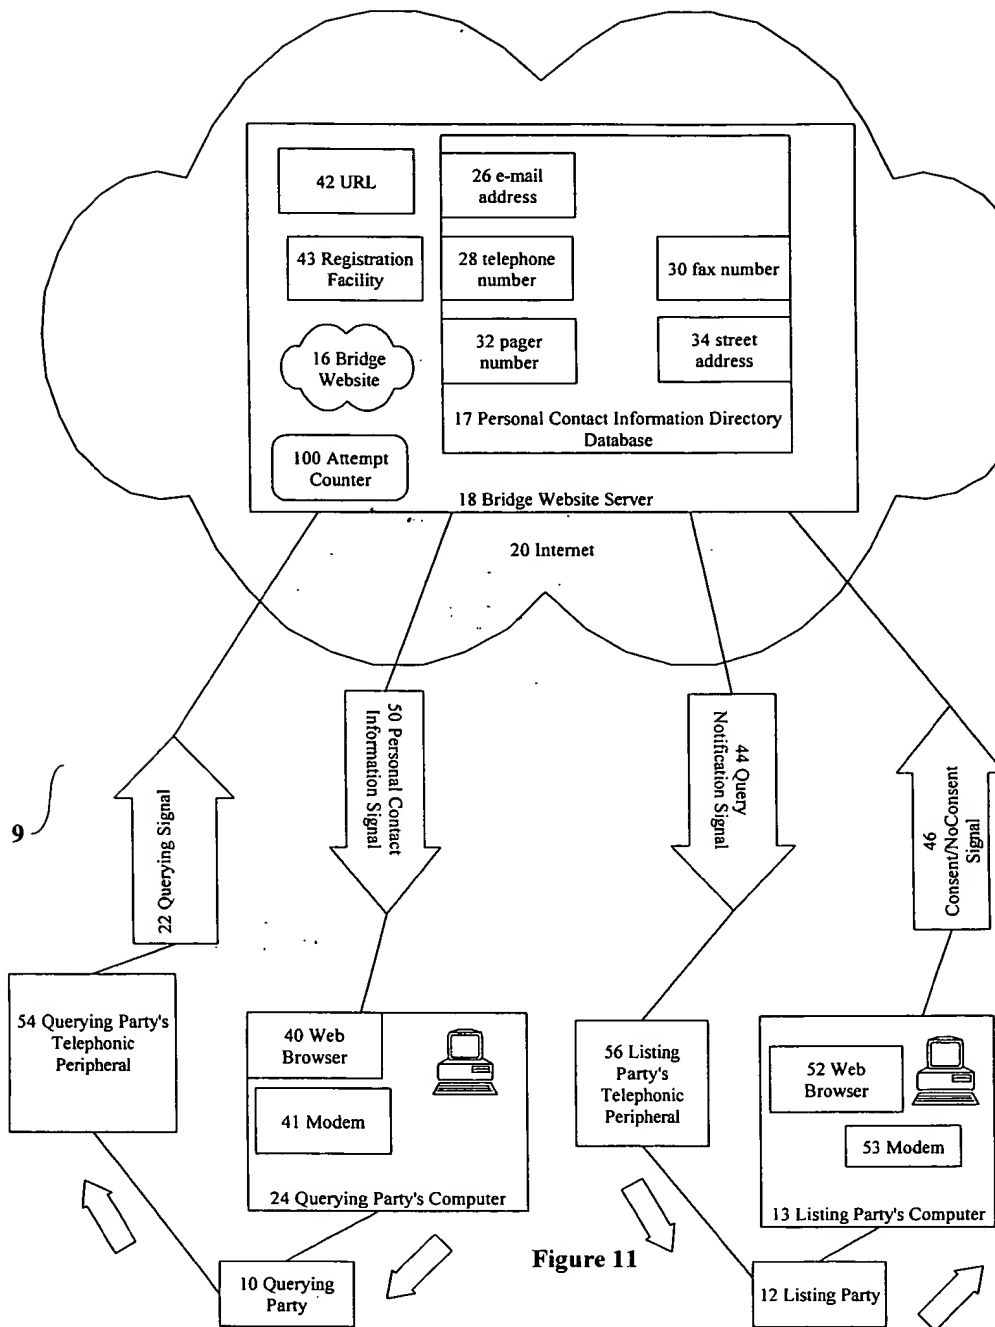 42 URL
26 e-mail
address
43 Registration
Facility
28 telephone
number
30 fax number
16 Bridge
Website
32 pager
number
34 street
address
17 Personal Contact Information Directory
Database
100 Attempt
Counter
18 Bridge Website Server
20 Internet
9
22 Querying Signal
50 Personal Contact
Information Signal
44 Query
Notification Signal
46
Consent/NoConsent
Signal
54 Querying Party's
Telephonic
Peripheral
40 Web
Browser
41 Modem
24 Querying Party's Computer
56 Listing
Party's
Telephonic
Peripheral
52 Web
Browser
53 Modem
13 Listing Party's Computer
10 Querying
Party
Figure 11
12 Listing Party